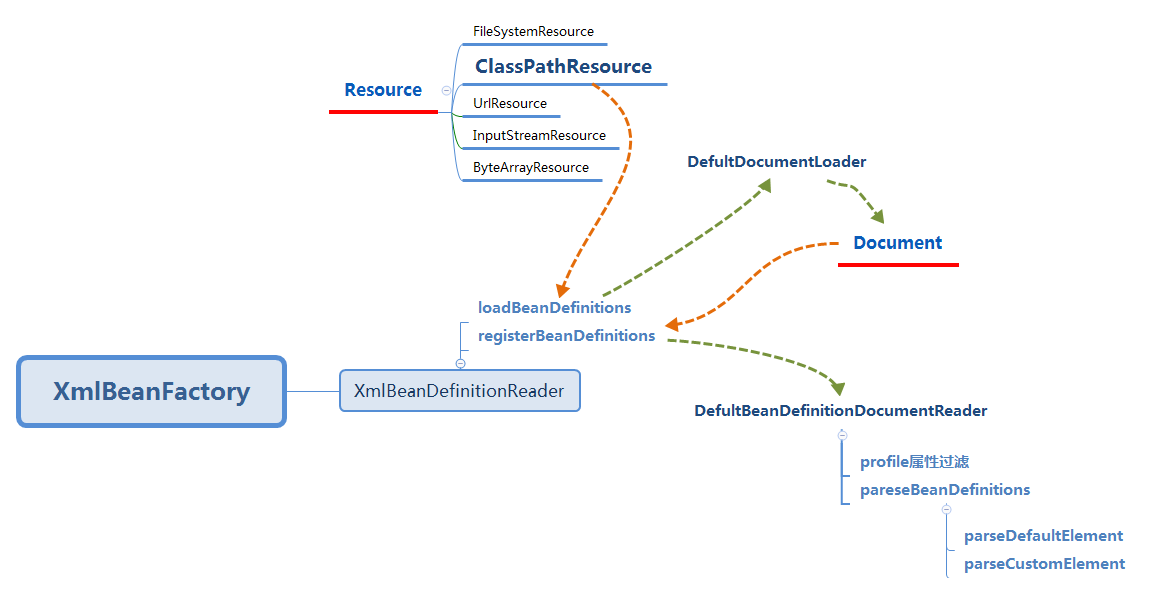 FileSystemResource
ClassPathResource
Resource
UrlResource
InputStreamResource
ByteArrayResource
DefultDocumentLoader
Document
loadBeanDefinitions
registerBeanDefinitions
XmlBeanFactory
XmlBeanDefinitionReader
DefultBeanDefinitionDocumentReader
profile属性过滤
pareseBeanDefinitions
parseDefaultElement
parseCustomElement